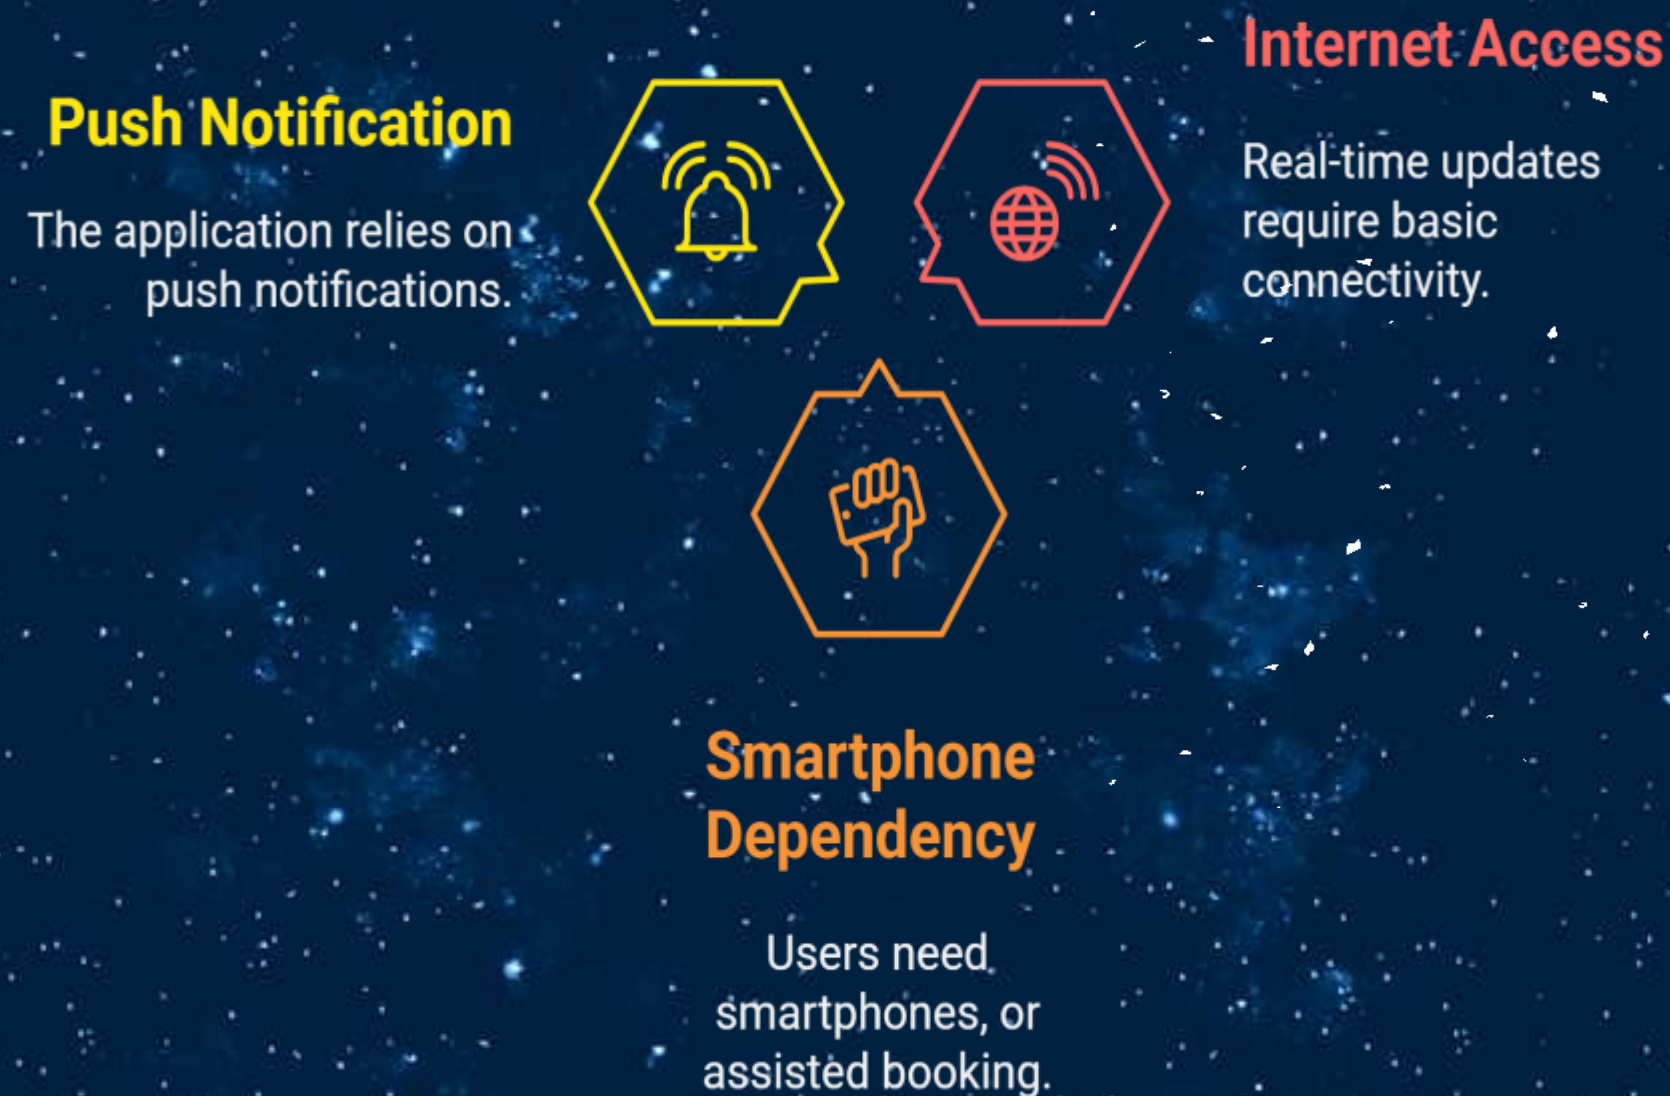 Push Notification
The application relies on
push notifications.
Internet Access
Real-time updates
require basic
connectivity.
Smartphone
Dependency
Users need
smartphones, or
assisted booking.